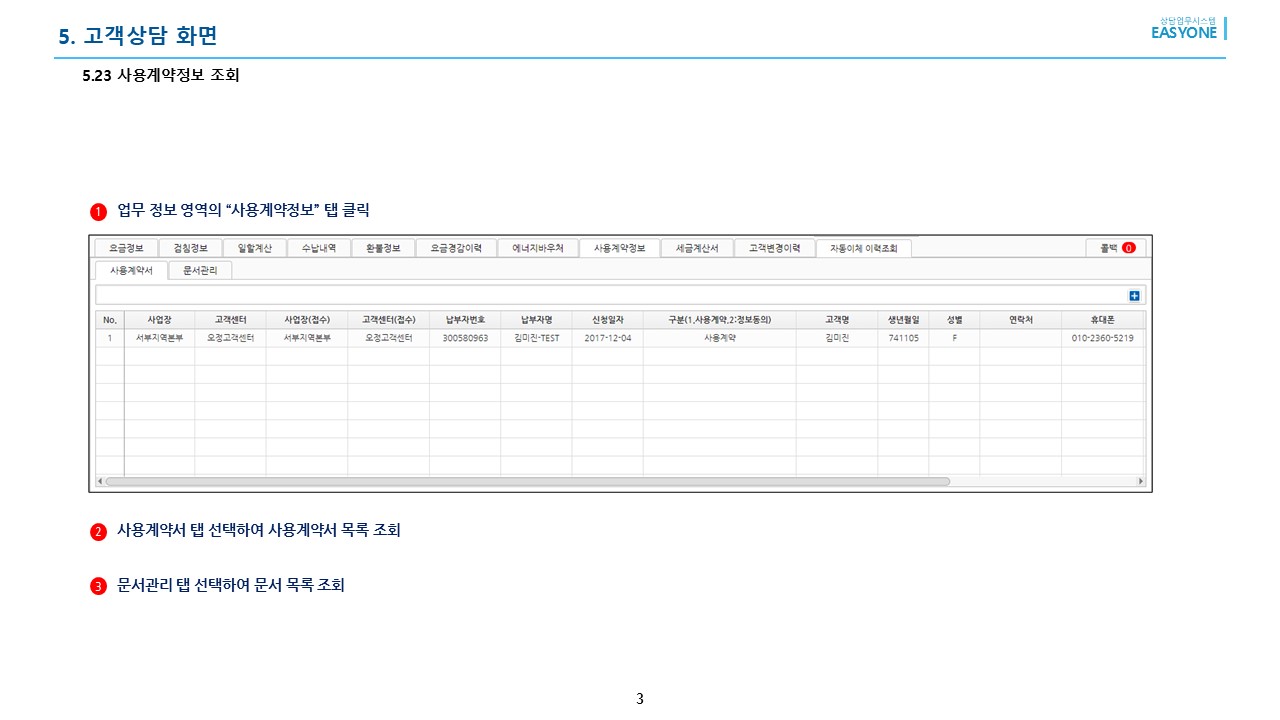 5. 고객상담 화면
상담업무시스템
EASYONE
5.23 사용계약정보 조회
1 업무 정보 영역의 “사용계약정보” 탭 클릭
요금정보 검침정보 일할계산 수납내역 환불정보 요금경감이력 에너지바우처 사용계약정보 세금계산서 고객변경이력 자동이체 이력조회 콜백 0
사용계약서 문서관리
No. 사업장 고객센터 사업장(접수) 고객센터(접수) 납부자번호 납부자명 신청일자 구분(1.사용계약,2:정보동의) 고객명 생년월일 성별 연락처 휴대폰
1 서부지역본부 오정고객센터 서부지역본부 오정고객센터 300580963 김미진-TEST 2017-12-04 사용계약 김미진 741105 F 010-2360-5219
2 사용계약서 탭 선택하여 사용계약서 목록 조회
3 문서관리 탭 선택하여 문서 목록 조회
3